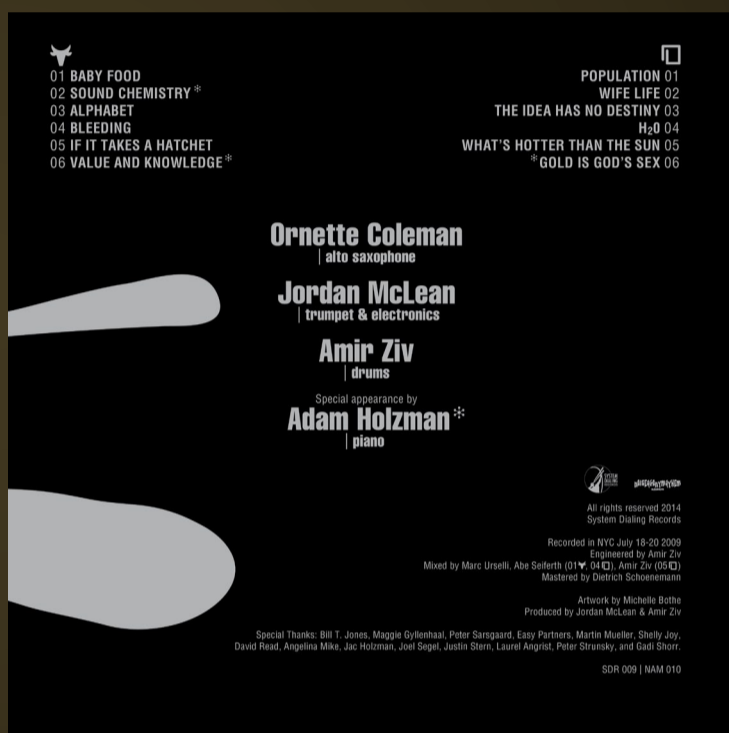 01 BABY FOOD
02 SOUND CHEMISTRY*
03 ALPHABET
04 BLEEDING
05 IF IT TAKES A HATCHET
06 VALUE AND KNOWLEDGE*
POPULATION 01
WIFE LIFE 02
THE IDEA HAS NO DESTINY 03
H₂0 04
WHAT'S HOTTER THAN THE SUN 05
*GOLD IS GOD'S SEX 06
Ornette Coleman
| alto saxophone
Jordan McLean
| trumpet & electronics
Amir Ziv
| drums
Special appearance by
Adam Holzman*
| piano
SYSTEM
DIALING
All rights reserved 2014
System Dialing Records
Recorded in NYC July 18-20 2009
Engineered by Amir Ziv
Mixed by Marc Urselli, Abe Seiferth (01, 04), Amir Ziv (05)
Mastered by Dietrich Schoenemann
Artwork by Michelle Bothe
Produced by Jordan McLean & Amir Ziv
Special Thanks: Bill T. Jones, Maggie Gyllenhaal, Peter Sarsgaard, Easy Partners, Martin Mueller, Shelly Joy,
David Read, Angelina Mike, Jac Holzman, Joel Segel, Justin Stern, Laurel Angrist, Peter Strunsky, and Gadi Shorr.
SDR 009 | NAM 010